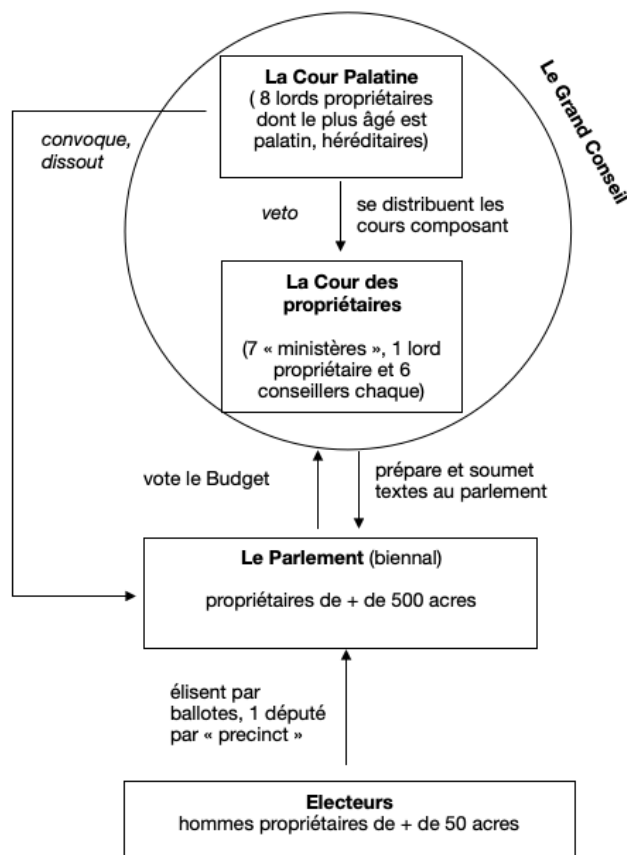 La Cour Palatine
( 8 lords propriétaires
dont le plus âgé est
palatin, héréditaires)
Le Grand Conseil
convoque,
dissout
veto
se distribuent les
cours composant
La Cour des
propriétaires
(7 « ministères », 1 lord
propriétaire et 6
conseillers chaque)
vote le Budget
prépare et soumet
textes au parlement
Le Parlement (biennal)
propriétaires de + de 500 acres
élisent par
ballotes, 1 député
par « precinct »
Electeurs
hommes propriétaires de + de 50 acres